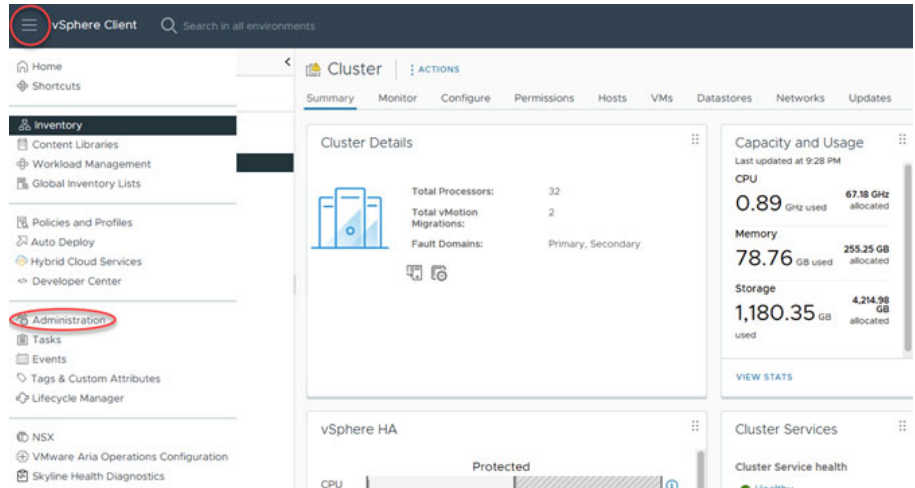 vSphere Client
Search in all environments
Home
Shortcuts
Inventory
Content Libraries
Workload Management
Global Inventory Lists
Policies and Profiles
Auto Deploy
Hybrid Cloud Services
Developer Center
Administration
Tasks
Events
Tags & Custom Attributes
Lifecycle Manager
NSX
VMware Aria Operations Configuration
Skyline Health Diagnostics
Cluster
ACTIONS
Summary Monitor Configure Permissions Hosts VMs Datastores Networks Updates
Cluster Details
Total Processors: 32
Total vMotion
Migrations: 2
Fault Domains: Primary, Secondary
Capacity and Usage
Last updated at 9:28 PM
CPU
0.89 GHz used
67.18 GHz
allocated
Memory
78.76 GB used
255.25 GB
allocated
Storage
1,180.35 GB
used
4,214.98
GB
allocated
VIEW STATS
vSphere HA
Protected
CPU
Cluster Services
Cluster Service health
Healthy